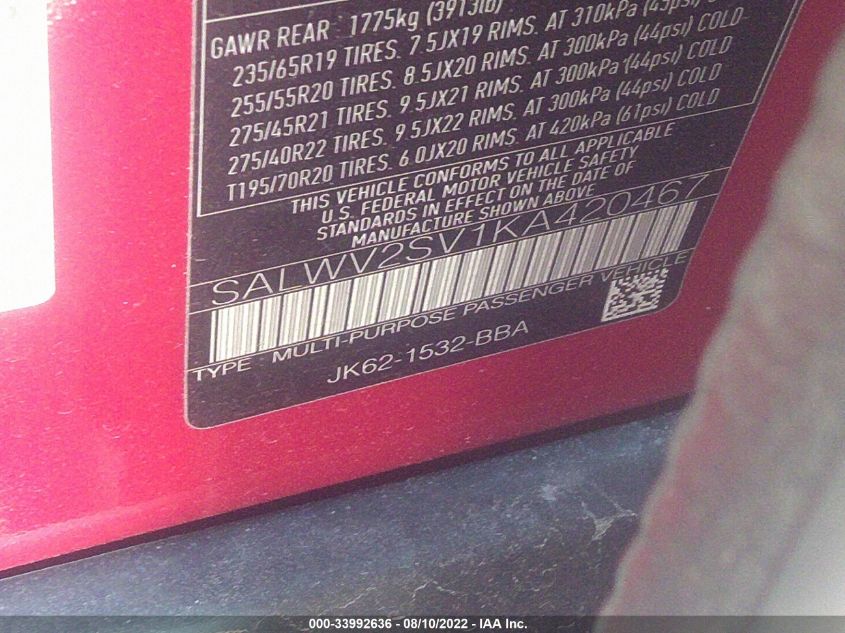 GAWR REAR 1775kg (3913lb)
235/65R19 TIRES. 7.5JX19 RIMS. AT 310kPa (45psi)
255/55R20 TIRES. 8.5JX20 RIMS. AT 300kPa (44psi) COLD
275/45R21 TIRES. 9.5JX21 RIMS. AT 300kPa (44psi) COLD
275/40R22 TIRES. 9.5JX22 RIMS. AT 300kPa (44psi) COLD
T195/70R20 TIRES. 6.0JX20 RIMS. AT 420kPa (61psi) COLD
THIS VEHICLE CONFORMS TO ALL APPLICABLE
U.S. FEDERAL MOTOR VEHICLE SAFETY
STANDARDS IN EFFECT ON THE DATE OF
MANUFACTURE SHOWN ABOVE
SALWV2SV1KA420467
TYPE MULTI-PURPOSE PASSENGER VEHICLE
JK62-1532-BBA
000-33992636 - 08/10/2022 - IAA Inc.